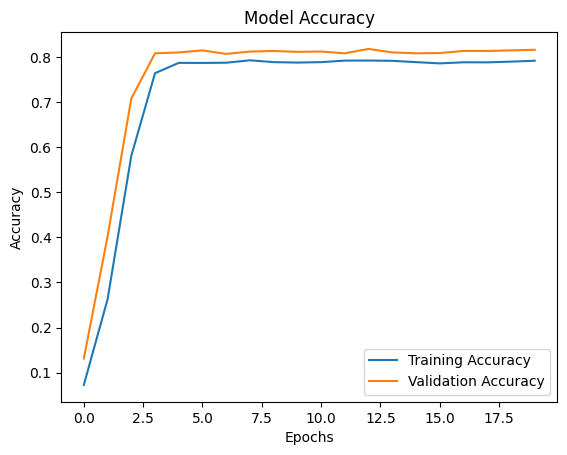 Model Accuracy
Accuracy
0.8
0.7
0.6
0.5
0.4
0.3
0.2
0.1
Training Accuracy
Validation Accuracy
0.0 2.5 5.0 7.5 10.0 12.5 15.0 17.5
Epochs